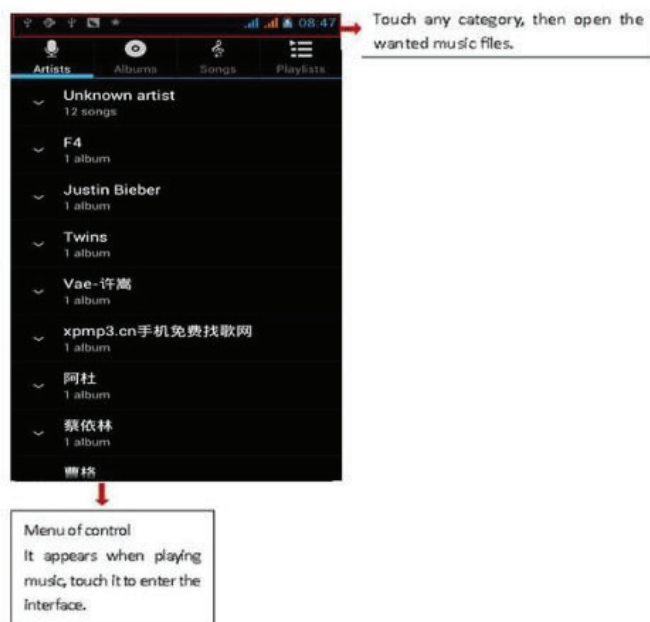 08:47
Touch any category, then open the
wanted music files.
Artists Albums Songs Playlists
Unknown artist
12 songs
F4
1 album
Justin Bieber
1 album
Twins
1 album
Vae-许嵩
1 album
xpmp3.cn手机免费找歌网
1 album
阿杜
1 album
蔡依林
1 album
曹格
Menu of control
It appears when playing
music, touch it to enter the
interface.